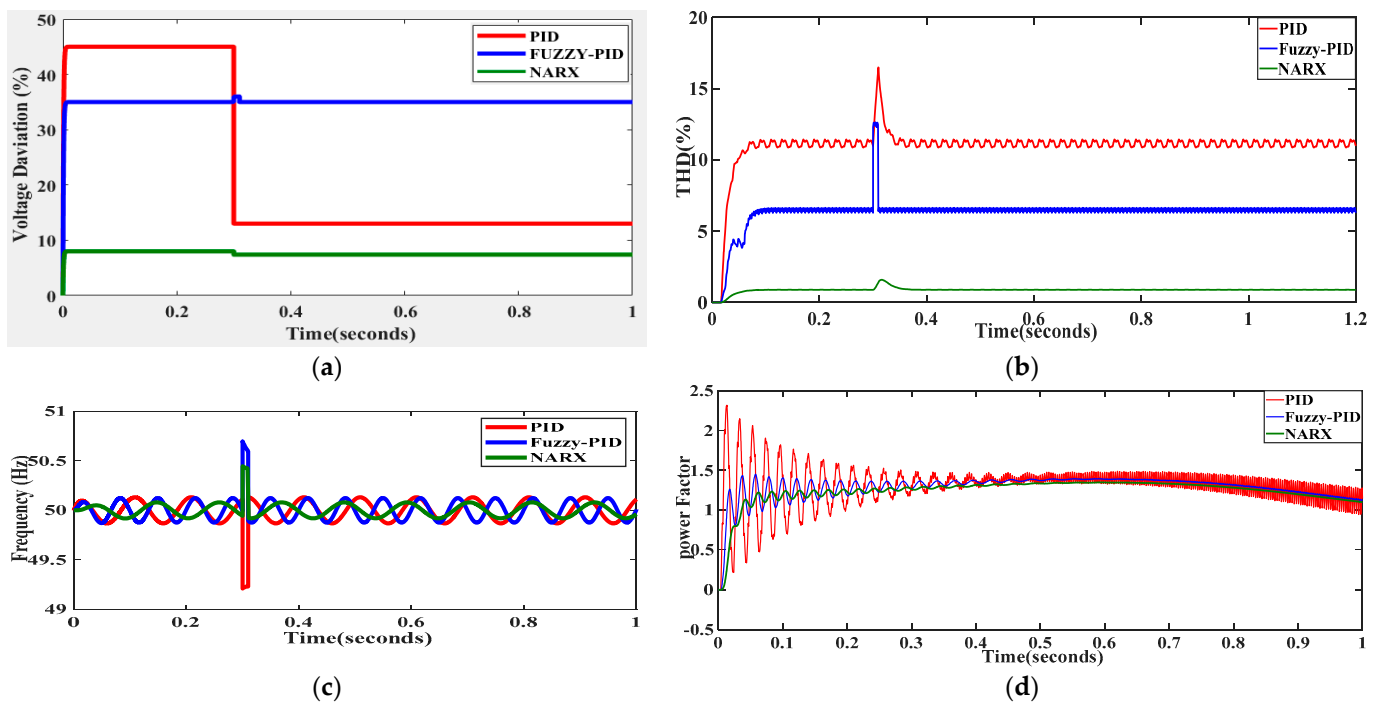 50
40
30
20
10
0
Voltage Daviation (%)
PID
FUZZY-PID
NARX
0
0.2
0.4
0.6
0.8
1
Time(seconds)
(a)
20
15
10
5
0
THD(%)
PID
Fuzzy-PID
NARX
0
0.2
0.4
0.6
0.8
1
1.2
Time(seconds)
(b)
51
50.5
50
49.5
49
Frequency (Hz)
PID
Fuzzy-PID
NARX
0
0.2
0.4
0.6
0.8
1
Time(seconds)
(c)
2.5
2
1.5
1
0.5
0
-0.5
power Factor
PID
Fuzzy-PID
NARX
0
0.1
0.2
0.3
0.4
0.5
0.6
0.7
0.8
0.9
1
Time(seconds)
(d)